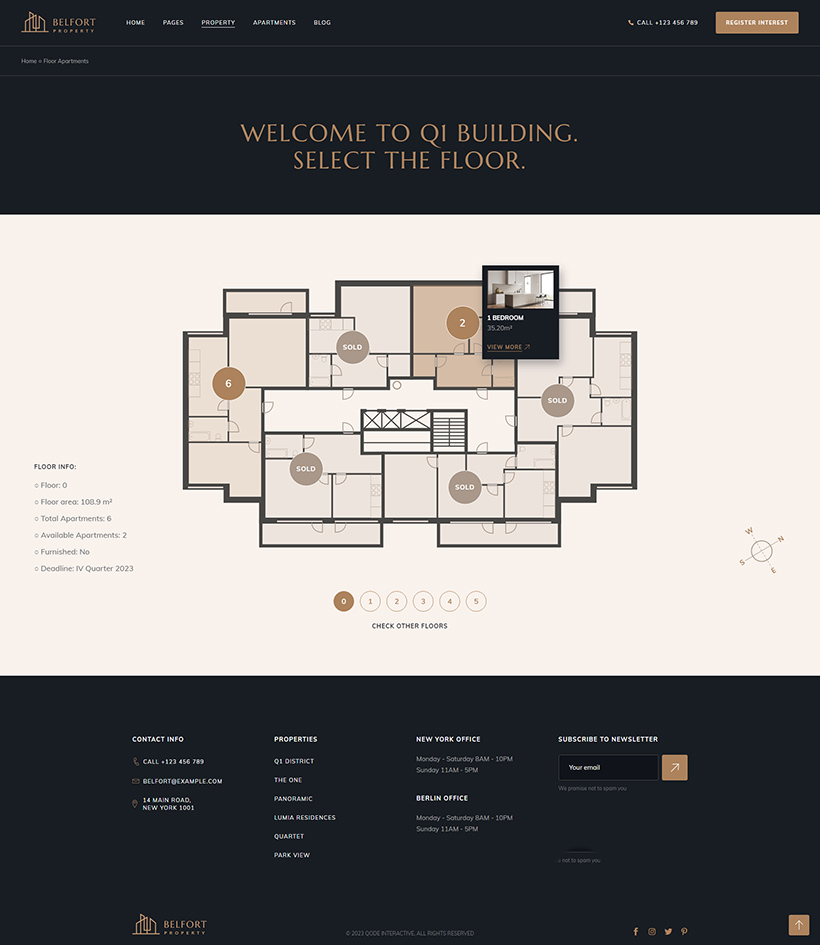 BELFORT
PROPERTY
HOME
PAGES
PROPERTY
APARTMENTS
BLOG
CALL +123 456 789
REGISTER INTEREST
Home ○ Floor Apartments
WELCOME TO Q1 BUILDING.
SELECT THE FLOOR.
1 BEDROOM
35.20m²
VIEW MORE
2
SOLD
6
SOLD
SOLD
SOLD
FLOOR INFO:
○ Floor: 0
○ Floor area: 108.9 m²
○ Total Apartments: 6
○ Available Apartments: 2
○ Furnished: No
○ Deadline: IV Quarter 2023
W
N
S
E
0 1 2 3 4 5
CHECK OTHER FLOORS
CONTACT INFO
CALL +123 456 789
BELFORT@EXAMPLE.COM
14 MAIN ROAD,
NEW YORK 1001
PROPERTIES
Q1 DISTRICT
THE ONE
PANORAMIC
LUMIA RESIDENCES
QUARTET
PARK VIEW
NEW YORK OFFICE
Monday - Saturday 8AM - 10PM
Sunday 11AM - 5PM
BERLIN OFFICE
Monday - Saturday 8AM - 10PM
Sunday 11AM - 5PM
SUBSCRIBE TO NEWSLETTER
Your email
We promise not to spam you
not to spam you
BELFORT
PROPERTY
© 2023 QODE INTERACTIVE, ALL RIGHTS RESERVED